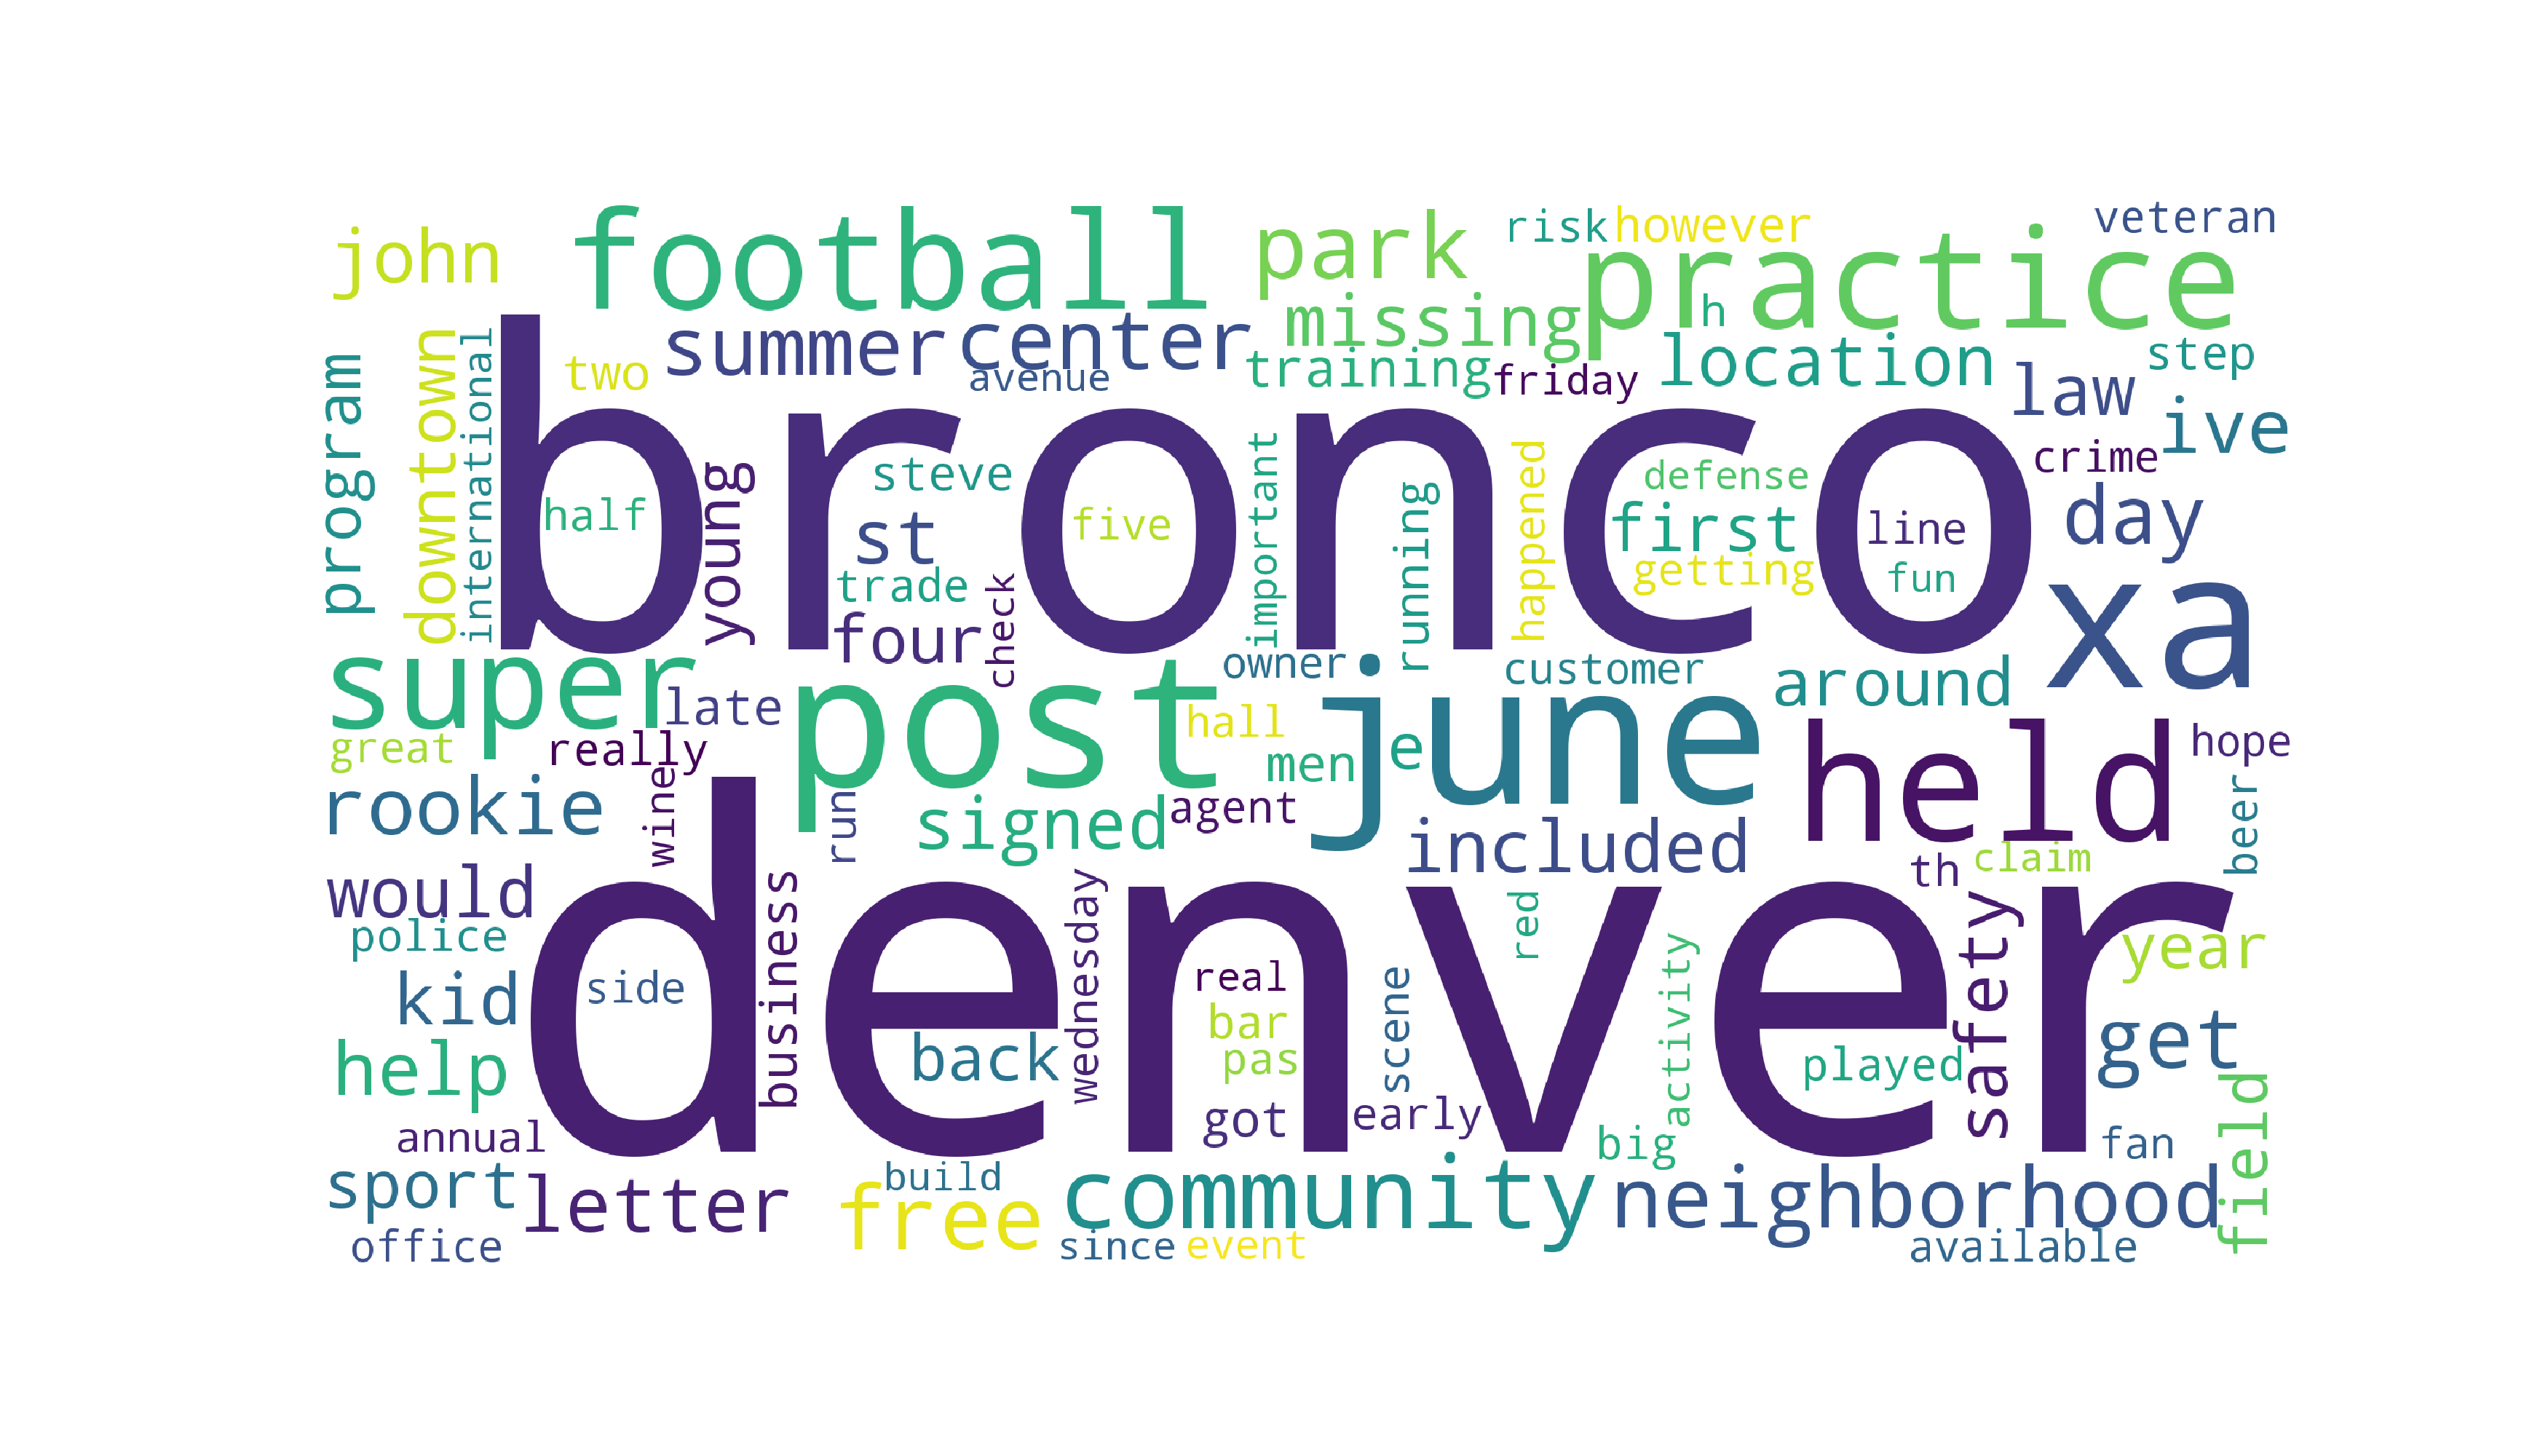 john
football
park
risk
however
veteran
practice
missing
h
summer
center
avenue
training
friday
location
step
law
ive
program
downtown
international
two
bronco
crime
young
steve
half
st
five
important
running
happened
defense
first
line
getting
fun
day
xa
trade
four
check
super
late
post
owner
customer
june
around
held
hope
great
really
hall
men
e
rookie
wine
run
signed
agent
included
th
claim
beer
would
police
denver
business
wednesday
red
safety
year
kid
side
real
bar
pas
scene
activity
played
get
help
back
got
early
big
fan
field
annual
sport
letter
build
free
community
neighborhood
office
since
event
available